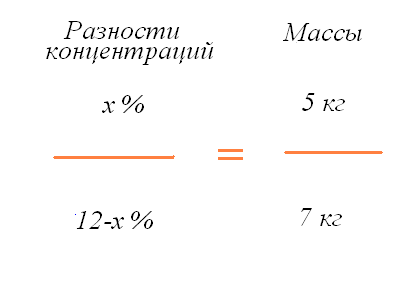 Разности
концентраций
Массы
x %
5 кг
=
12-x %
7 кг